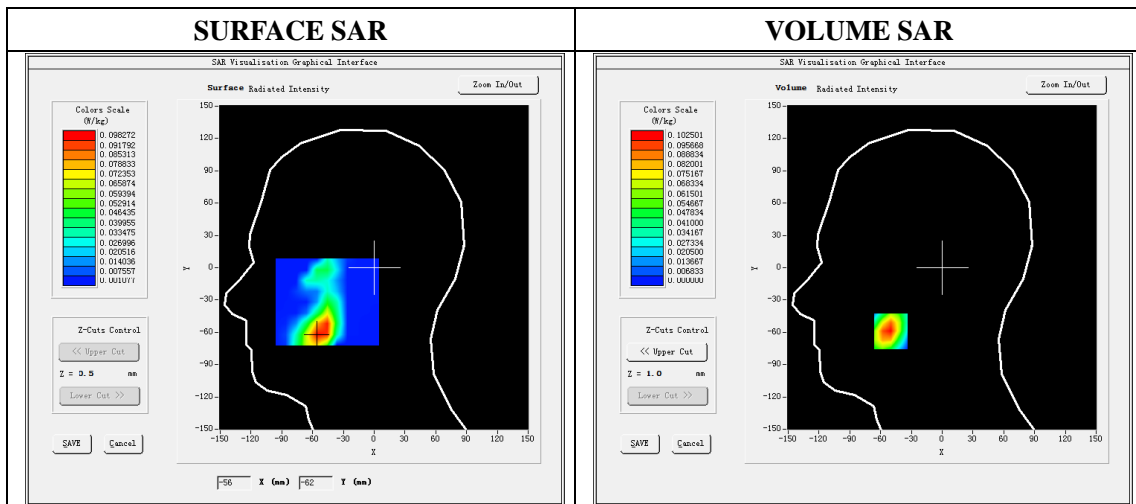 SURFACE SAR
VOLUME SAR
SAR Visualisation Graphical Interface
Surface Radiated Intensity
Zoom In/Out
Colors Scale
(W/kg)
0.098272
0.091792
0.085313
0.078833
0.072353
0.065874
0.059394
0.052914
0.046435
0.039955
0.033475
0.026996
0.020516
0.014036
0.007557
0.001077
Z-Cuts Control
<< Upper Cut
Z = 0.5 mm
Lower Cut >>
SAVE Cancel
150
120
90
60
30
0
-30
-60
-90
-120
-150
Y
-150 -120 -90 -60 -30 0 30 60 90 120 150
X
-56 X (mm) -62 Y (mm)
SAR Visualisation Graphical Interface
Volume Radiated Intensity
Zoom In/Out
Colors Scale
(W/kg)
0.102501
0.095668
0.088834
0.082001
0.075167
0.068334
0.061501
0.054667
0.047834
0.041000
0.034167
0.027334
0.020500
0.013667
0.006833
0.000000
Z-Cuts Control
<< Upper Cut
Z = 1.0 mm
Lower Cut >>
SAVE Cancel
150
120
90
60
30
0
-30
-60
-90
-120
-150
Y
-150 -120 -90 -60 -30 0 30 60 90 120 150
X